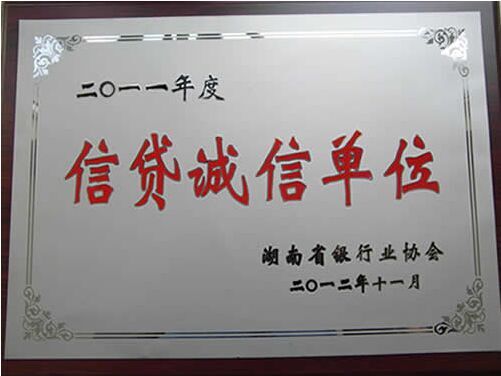 二〇一一年度
信贷诚信单位
湖南省银行业协会
二〇一二年十一月